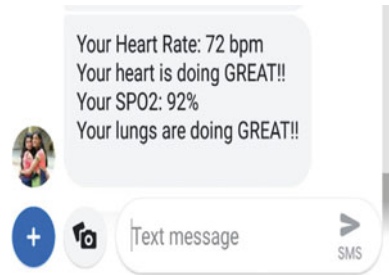 Your Heart Rate: 72 bpm
Your heart is doing GREAT!!
Your SPO2: 92%
Your lungs are doing GREAT!!
Text message
SMS